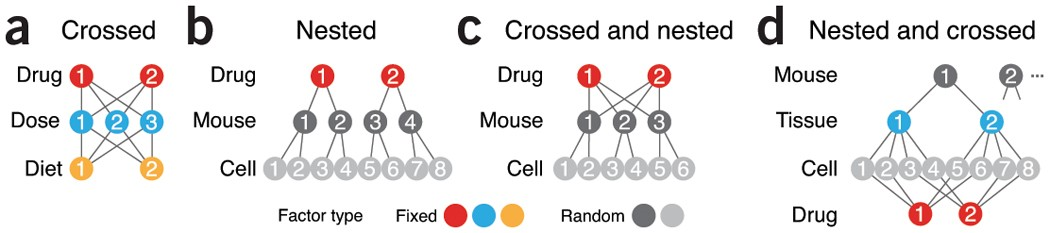 a Crossed
Drug 1 2
Dose 1 2 3
Diet 1 2
b Nested
Drug 1 2
Mouse 1 2 3 4
Cell 1 2 3 4 5 6 7 8
c Crossed and nested
Drug 1 2
Mouse 1 2 3
Cell 1 2 3 4 5 6
d Nested and crossed
Mouse 1 2 ...
Tissue 1 2
Cell 1 2 3 4 5 6 7 8
Drug 1 2
Factor type Fixed Random